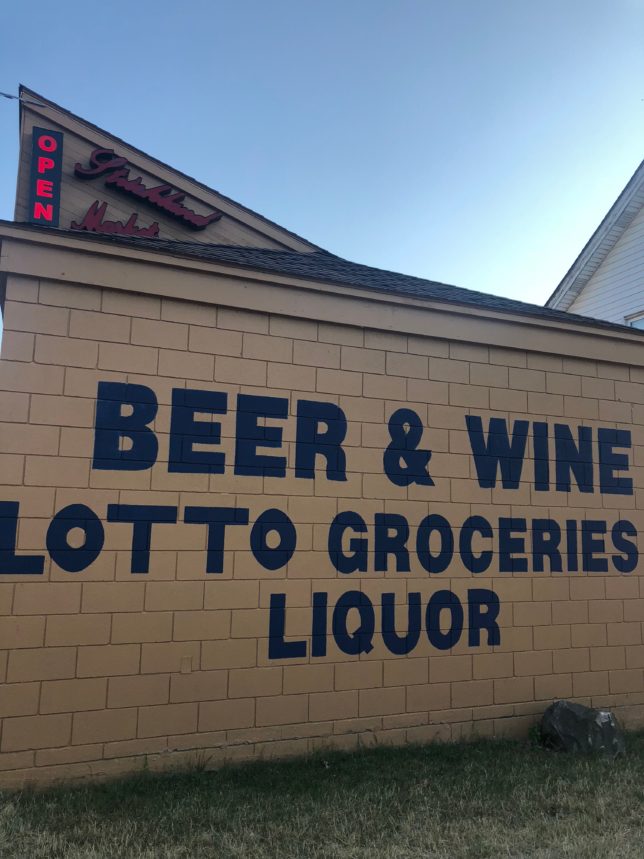 OPEN
Market
BEER & WINE
LOTTO GROCERIES
LIQUOR